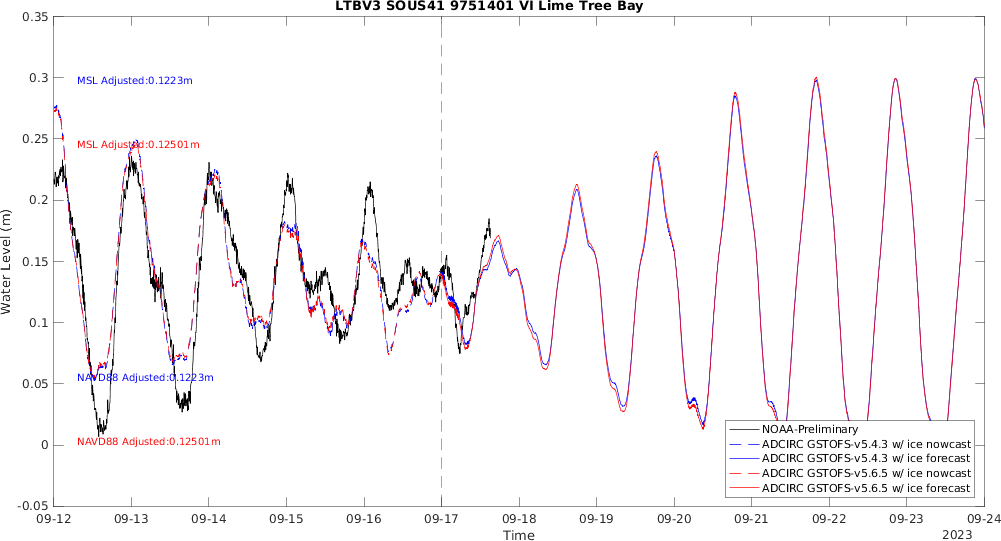 LTBV3 SOUS41 9751401 VI Lime Tree Bay
0.35
0.3
0.25
0.2
0.15
0.1
0.05
0
-0.05
Water Level (m)
MSL Adjusted:0.1223m
MSL Adjusted:0.12501m
NAVD88 Adjusted:0.1223m
NAVD88 Adjusted:0.12501m
NOAA-Preliminary
ADCIRC GSTOFS-v5.4.3 w/ ice nowcast
ADCIRC GSTOFS-v5.4.3 w/ ice forecast
ADCIRC GSTOFS-v5.6.5 w/ ice nowcast
ADCIRC GSTOFS-v5.6.5 w/ ice forecast
09-12 09-13 09-14 09-15 09-16 09-17 09-18 09-19 09-20 09-21 09-22 09-23 09-24
Time
2023